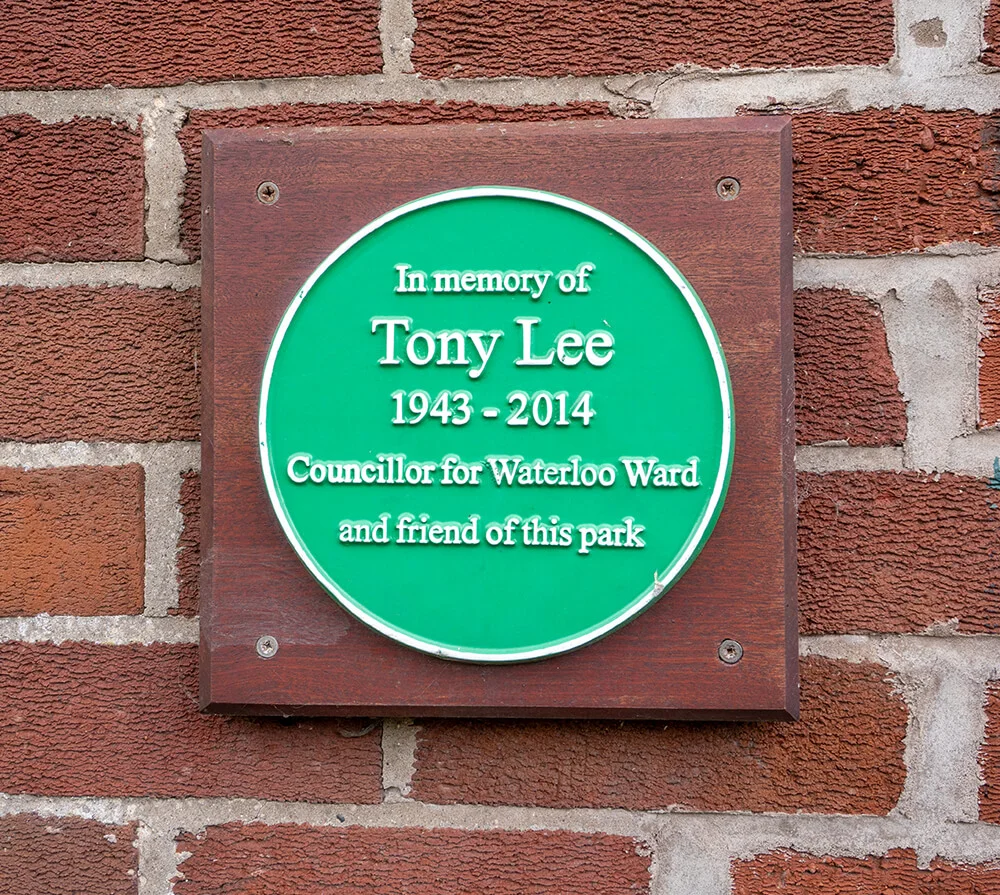 In memory of
Tony Lee
1943 - 2014
Councillor for Waterloo Ward
and friend of this park